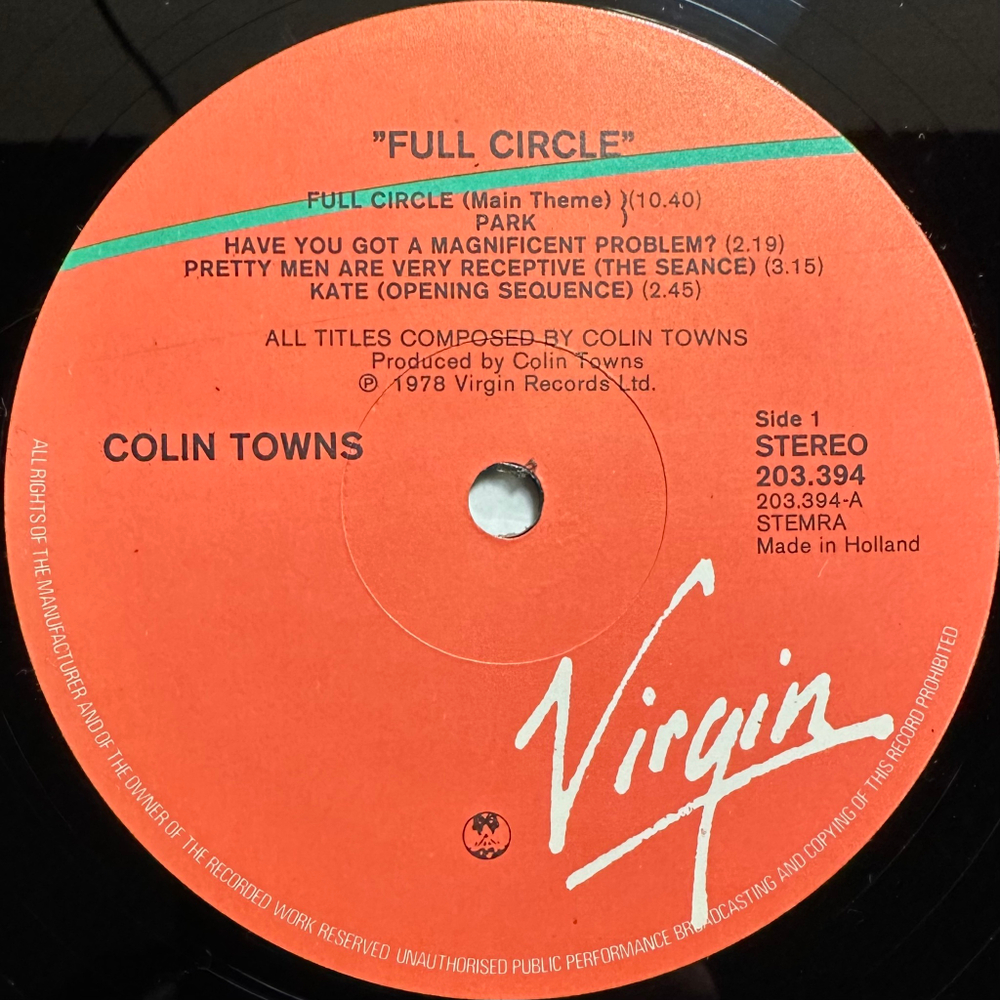 ”FULL CIRCLE”
FULL CIRCLE (Main Theme) }(10.40)
PARK
HAVE YOU GOT A MAGNIFICENT PROBLEM? (2.19)
PRETTY MEN ARE VERY RECEPTIVE (THE SEANCE) (3.15)
KATE (OPENING SEQUENCE) (2.45)
ALL TITLES COMPOSED BY COLIN TOWNS
Produced by Colin Towns
℗ 1978 Virgin Records Ltd.
COLIN TOWNS
Side 1
STEREO
203.394
203.394-A
STEMRA
Made in Holland
Virgin
ALL RIGHTS OF THE MANUFACTURER AND OF THE OWNER OF THE RECORDED WORK RESERVED UNAUTHORISED PUBLIC PERFORMANCE BROADCASTING AND COPYING OF THIS RECORD PROHIBITED